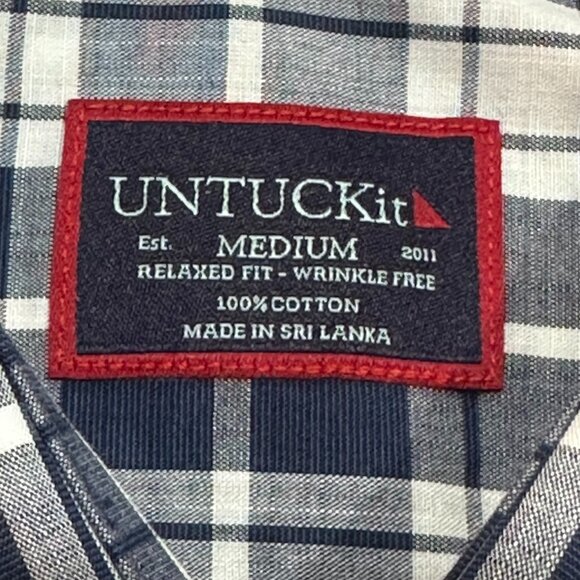 UNTUCKit
Est. MEDIUM 2011
RELAXED FIT - WRINKLE FREE
100% COTTON
MADE IN SRI LANKA